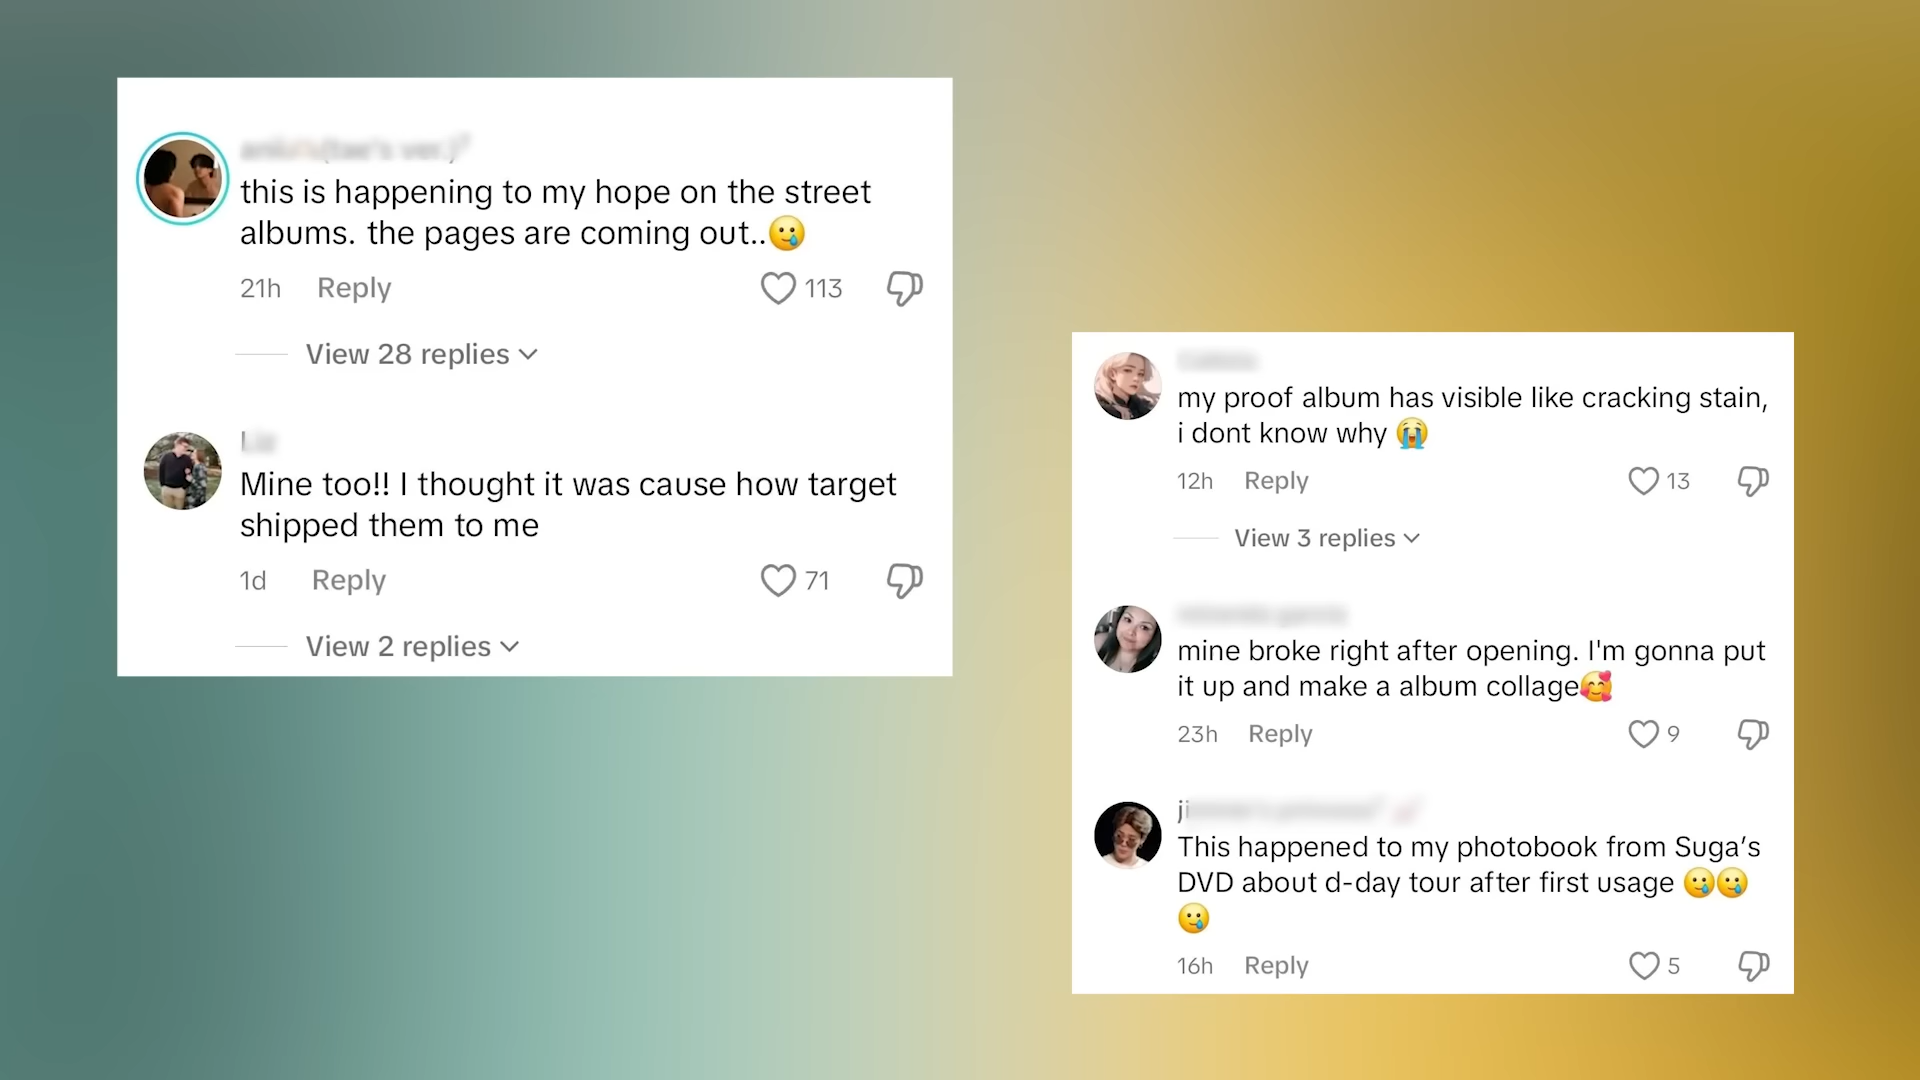 this is happening to my hope on the street
albums. the pages are coming out..🥲
21h Reply 113
View 28 replies
Liz
Mine too!! I thought it was cause how target
shipped them to me
1d Reply 71
View 2 replies
my proof album has visible like cracking stain,
i dont know why 😭
12h Reply 13
View 3 replies
mine broke right after opening. I'm gonna put
it up and make a album collage🥰
23h Reply 9
This happened to my photobook from Suga’s
DVD about d-day tour after first usage 🥲🥲
🥲
16h Reply 5